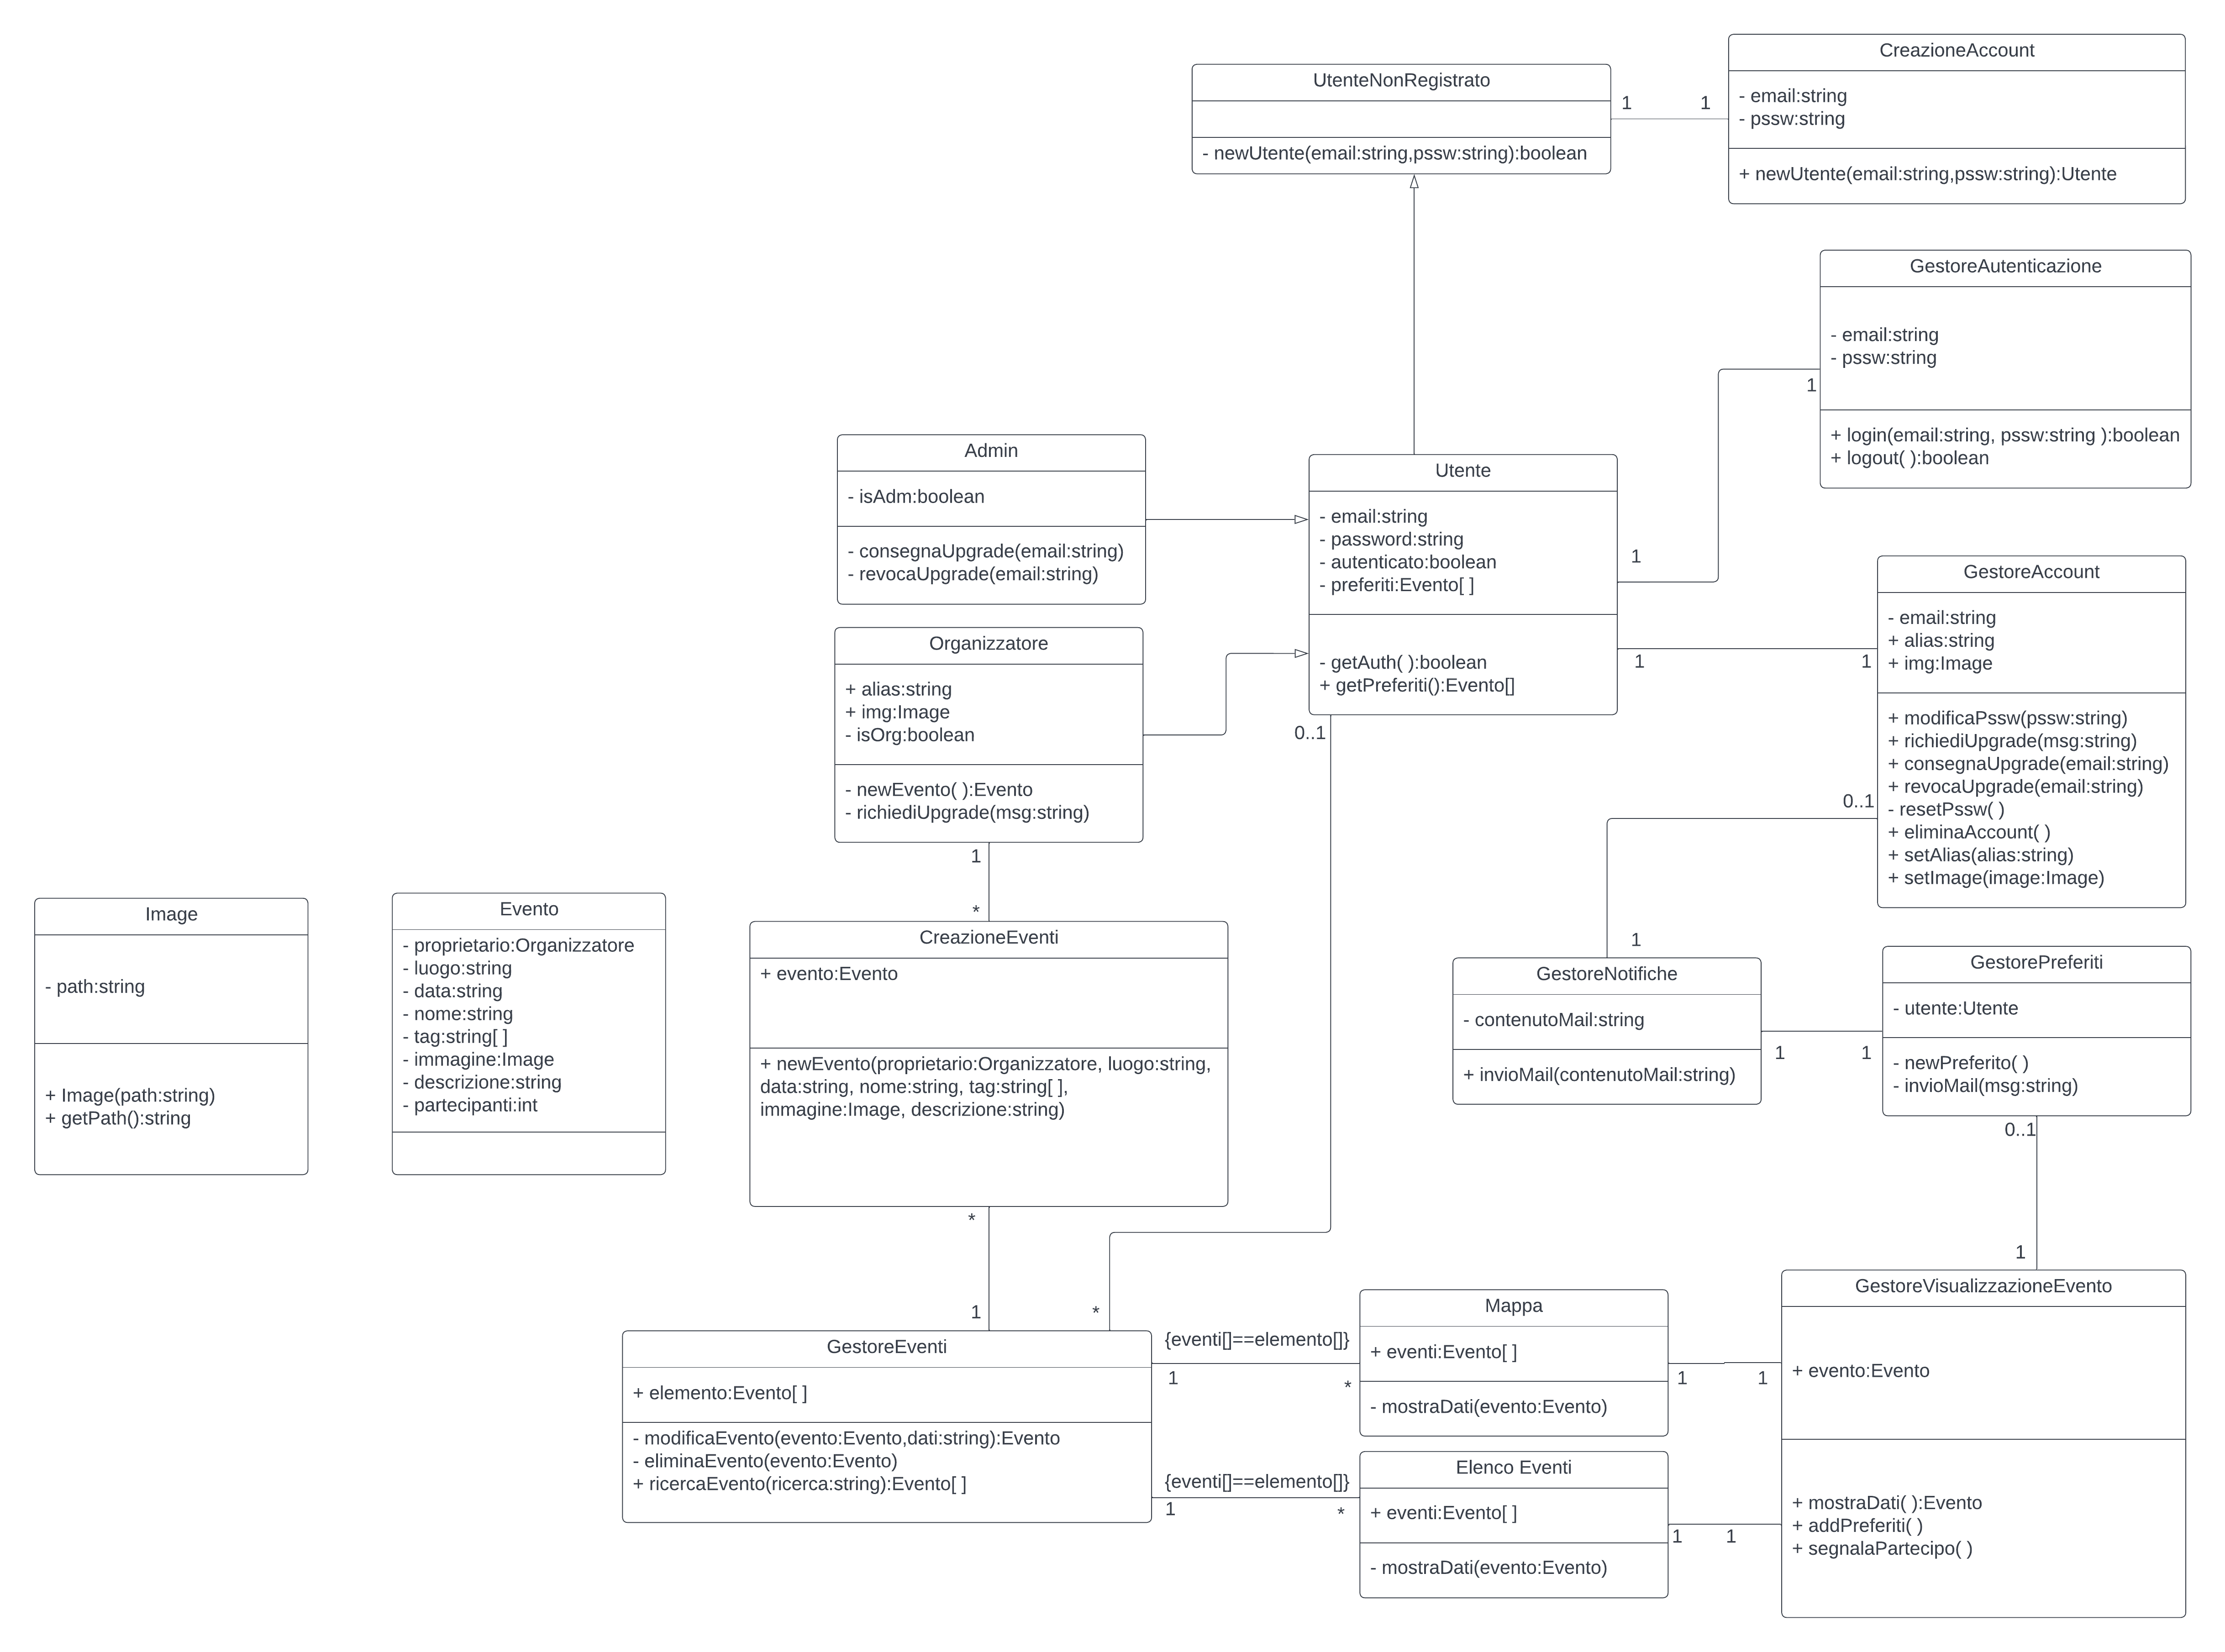 UtenteNonRegistrato
- newUtente(email:string,pssw:string):boolean
1
1
CreazioneAccount
- email:string
- pssw:string
+ newUtente(email:string,pssw:string):Utente
GestoreAutenticazione
- email:string
- pssw:string
+ login(email:string, pssw:string ):boolean
+ logout( ):boolean
1
1
Admin
- isAdm:boolean
- consegnaUpgrade(email:string)
- revocaUpgrade(email:string)
Utente
- email:string
- password:string
- autenticato:boolean
- preferiti:Evento[ ]
- getAuth( ):boolean
+ getPreferiti():Evento[]
0..1
1
1
GestoreAccount
- email:string
+ alias:string
+ img:Image
+ modificaPssw(pssw:string)
+ richiediUpgrade(msg:string)
+ consegnaUpgrade(email:string)
+ revocaUpgrade(email:string)
- resetPssw( )
+ eliminaAccount( )
+ setAlias(alias:string)
+ setImage(image:Image)
0..1
1
Organizzatore
+ alias:string
+ img:Image
- isOrg:boolean
- newEvento( ):Evento
- richiediUpgrade(msg:string)
1
*
Image
- path:string
+ Image(path:string)
+ getPath():string
Evento
- proprietario:Organizzatore
- luogo:string
- data:string
- nome:string
- tag:string[ ]
- immagine:Image
- descrizione:string
- partecipanti:int
CreazioneEventi
+ evento:Evento
+ newEvento(proprietario:Organizzatore, luogo:string,
data:string, nome:string, tag:string[ ],
immagine:Image, descrizione:string)
*
1
*
GestoreNotifiche
- contenutoMail:string
+ invioMail(contenutoMail:string)
1
1
GestorePreferiti
- utente:Utente
- newPreferito( )
- invioMail(msg:string)
0..1
1
GestoreEventi
+ elemento:Evento[ ]
- modificaEvento(evento:Evento,dati:string):Evento
- eliminaEvento(evento:Evento)
+ ricercaEvento(ricerca:string):Evento[ ]
{eventi[]==elemento[]}
1
*
{eventi[]==elemento[]}
1
*
Mappa
+ eventi:Evento[ ]
- mostraDati(evento:Evento)
1
1
Elenco Eventi
+ eventi:Evento[ ]
- mostraDati(evento:Evento)
1
1
GestoreVisualizzazioneEvento
+ evento:Evento
+ mostraDati( ):Evento
+ addPreferiti( )
+ segnalaPartecipo( )